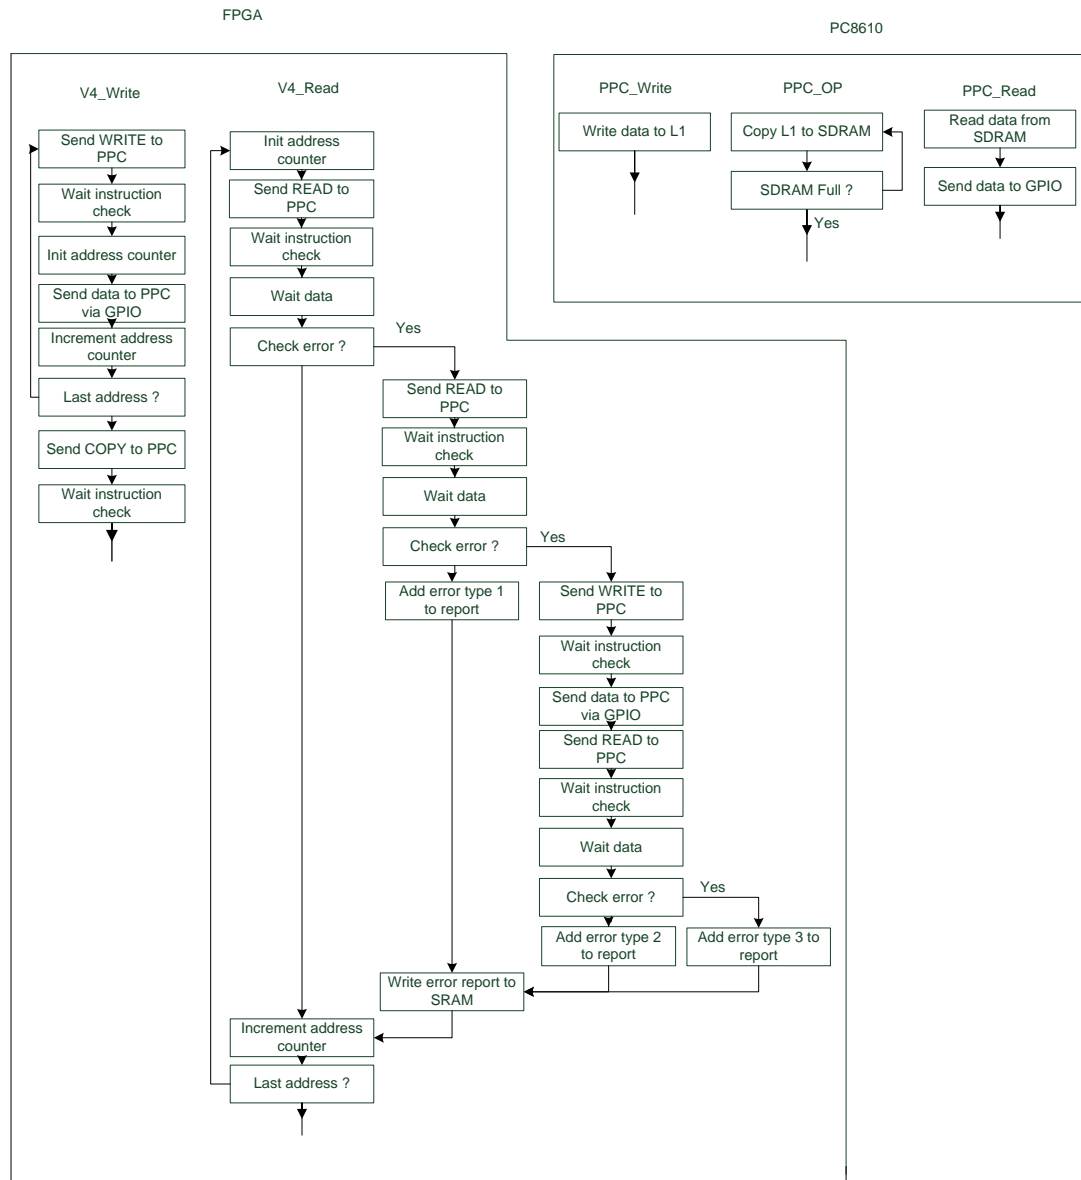 FPGA
PC8610
V4_Write
Send WRITE to
PPC
Wait instruction
check
Init address counter
Send data to PPC
via GPIO
Increment address
counter
Last address ?
Send COPY to PPC
Wait instruction
check
V4_Read
Init address
counter
Send READ to
PPC
Wait instruction
check
Wait data
Check error ?
Yes
Send READ to
PPC
Wait instruction
check
Wait data
Check error ?
Yes
Add error type 1
to report
Send WRITE to
PPC
Wait instruction
check
Send data to PPC
via GPIO
Send READ to
PPC
Wait instruction
check
Wait data
Check error ?
Yes
Add error type 2
to report
Add error type 3 to
report
Write error report to
SRAM
Increment address
counter
Last address ?
PPC_Write
Write data to L1
PPC_OP
Copy L1 to SDRAM
SDRAM Full ?
Yes
PPC_Read
Read data from
SDRAM
Send data to GPIO